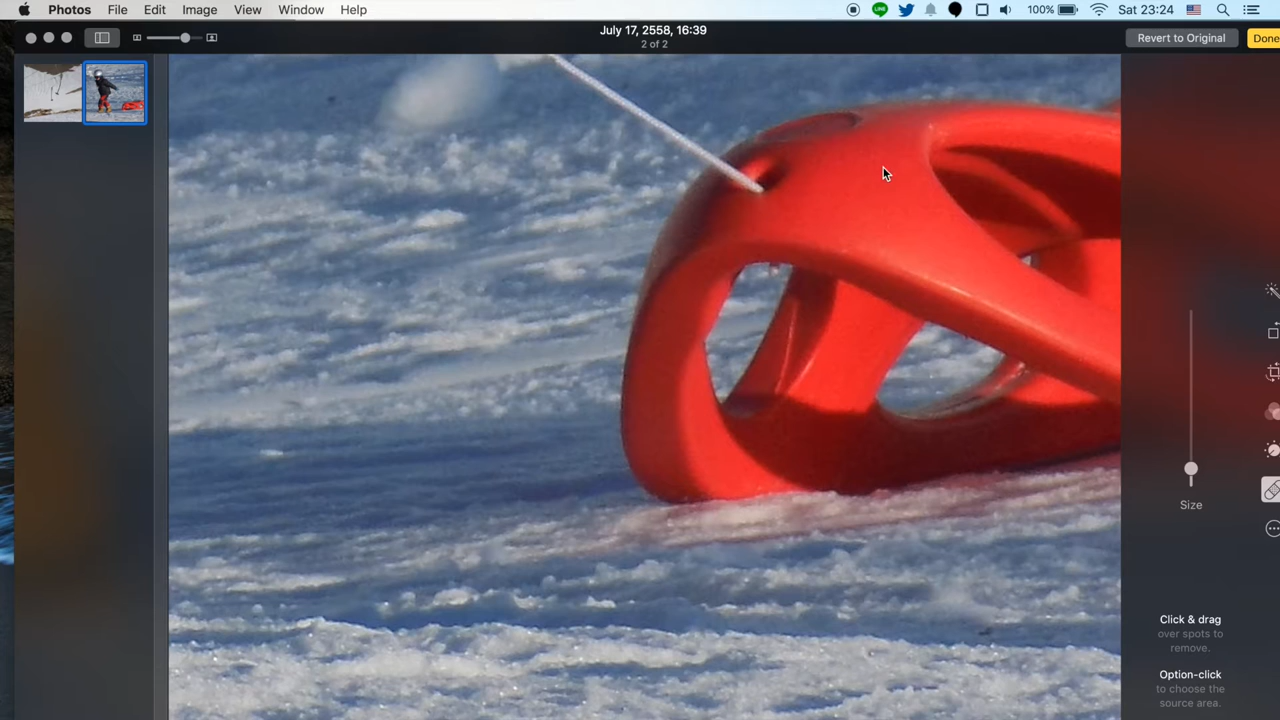 Photos File Edit Image View Window Help LINE 100% Sat 23:24
July 17, 2558, 16:39
2 of 2
Revert to Original
Done
Size
Click & drag
over spots to
remove.
Option-click
to choose the
source area.